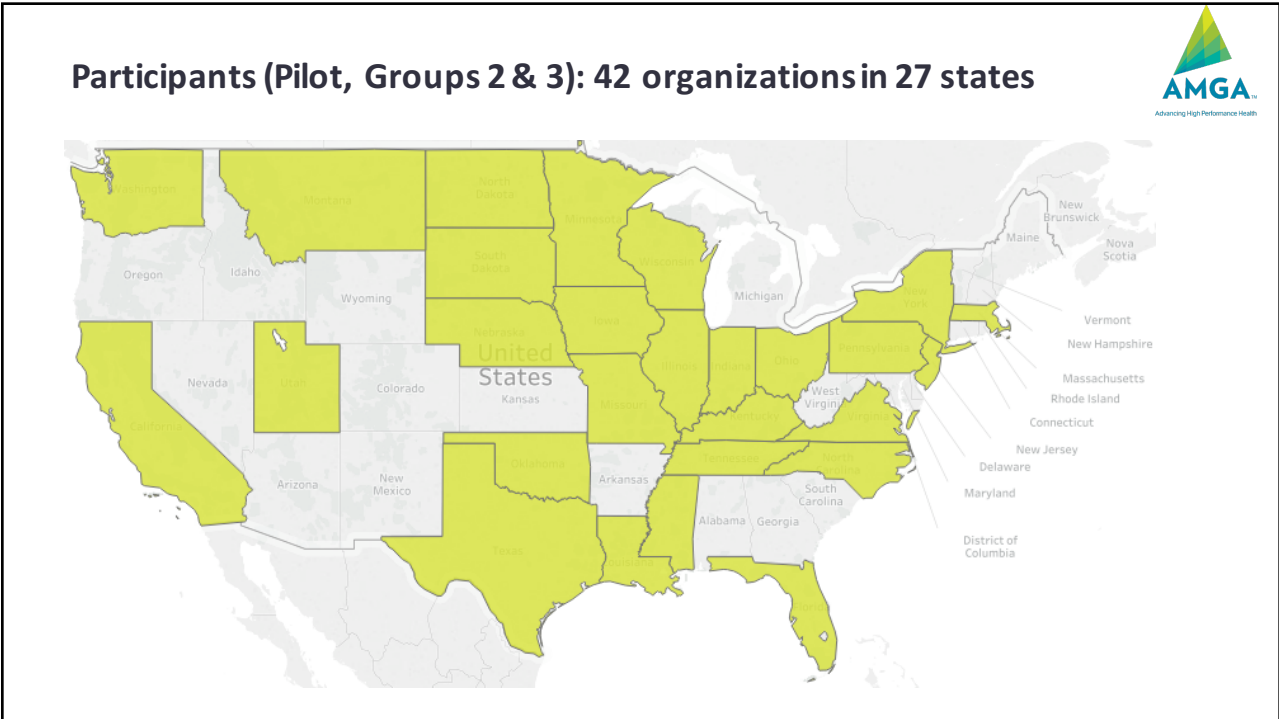 Participants (Pilot, Groups 2 & 3): 42 organizations in 27 states
AMGA™
Advancing High Performance Health
Washington
Montana
North
Dakota
Minnesota
New
Brunswick
Maine
Nova
Scotia
Oregon
Idaho
South
Dakota
Wisconsin
Wyoming
Michigan
New
York
Iowa
Nebraska
Vermont
United
States
Illinois
Indiana
Ohio
Pennsylvania
New Hampshire
Nevada
Utah
Colorado
Kansas
Missouri
West
Virgini
Massachusetts
Rhode Island
California
Kentucky
Virginia
Connecticut
New Jersey
Oklahoma
Tennessee
North
Carolina
Delaware
Arizona
New
Mexico
Arkansas
South
Carolina
Maryland
Alabama
Georgia
District of
Columbia
Texas
Louisiana
Florida